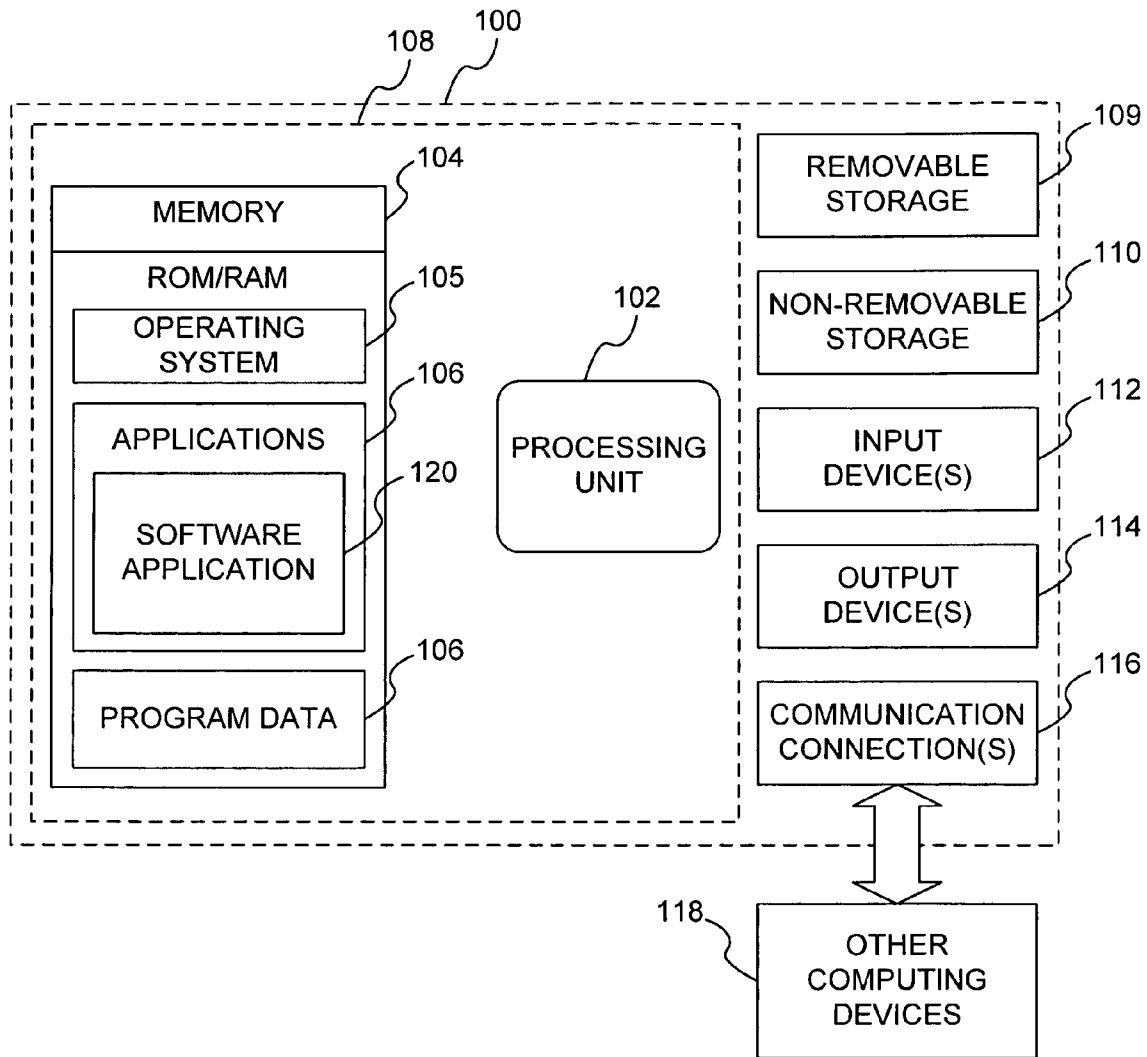 100
108
104
MEMORY
ROM/RAM
105
OPERATING
SYSTEM
106
APPLICATIONS
120
SOFTWARE
APPLICATION
106
PROGRAM DATA
102
PROCESSING
UNIT
109
REMOVABLE
STORAGE
110
NON-REMOVABLE
STORAGE
112
INPUT
DEVICE(S)
114
OUTPUT
DEVICE(S)
116
COMMUNICATION
CONNECTION(S)
118
OTHER
COMPUTING
DEVICES